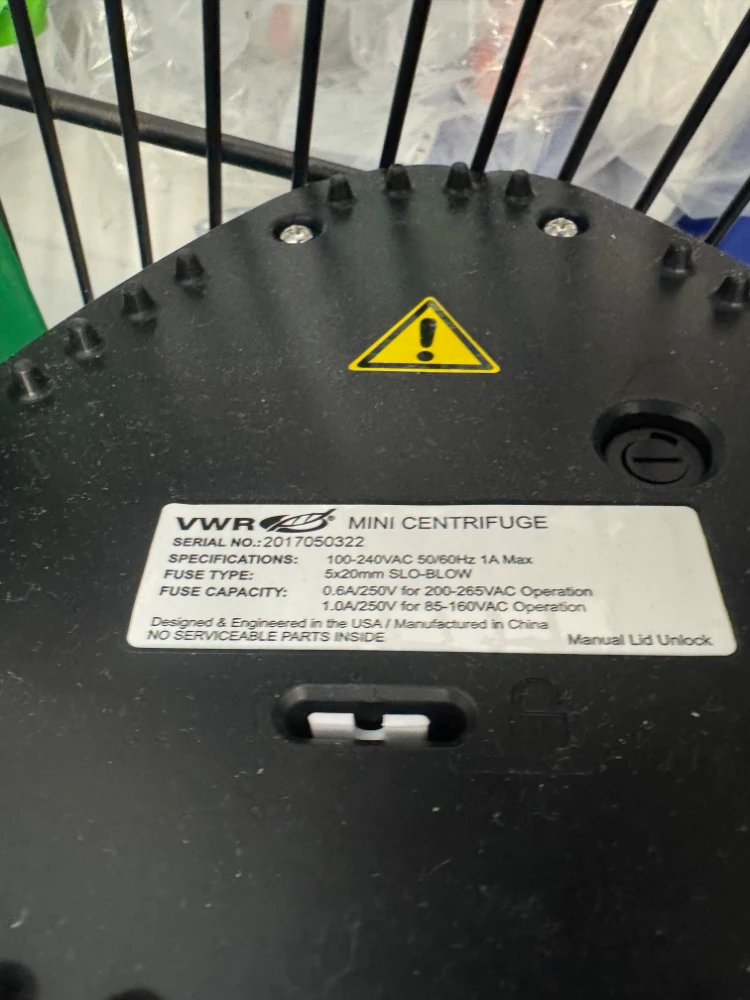 VWR® MINI CENTRIFUGE
SERIAL NO.: 2017050322
SPECIFICATIONS: 100-240VAC 50/60Hz 1A Max
FUSE TYPE: 5x20mm SLO-BLOW
FUSE CAPACITY: 0.6A/250V for 200-265VAC Operation
1.0A/250V for 85-160VAC Operation
Designed & Engineered in the USA / Manufactured in China
NO SERVICEABLE PARTS INSIDE Manual Lid Unlock